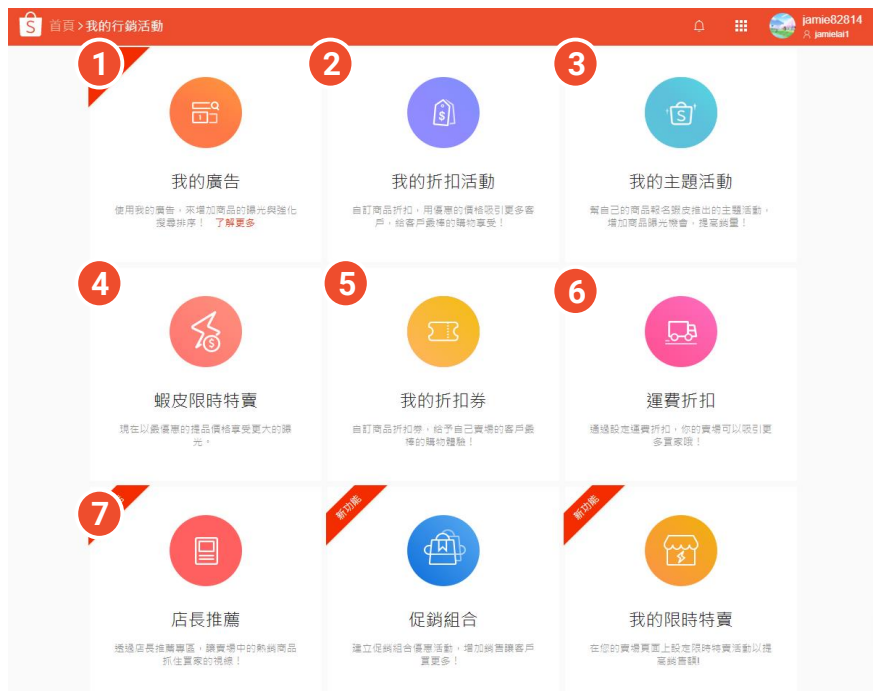 首頁>我的行銷活動
jamie82814
jamielai1
1
2
3
我的廣告
我的折扣活動
我的主題活動
使用我的廣告，來增加商品的曝光與強化
搜尋排序！ 了解更多
自訂商品折扣，用優惠的價格吸引更多客
戶，給客戶最棒的購物享受！
幫自己的商品報名蝦皮推出的主題活動，
增加商品曝光機會，提高銷量！
4
5
6
蝦皮限時特賣
我的折扣券
運費折扣
現在以最優惠的提品價格享受更大的曝
光。
自訂商品折扣券，給予自己賣場的客戶最
棒的購物體驗！
通過設定運費折扣，你的賣場可以吸引更
多買家哦！
7
新功能
新功能
店長推薦
促銷組合
我的限時特賣
透過店長推薦專區，讓賣場中的熱銷商品
抓住買家的視線！
建立促銷組合優惠活動，增加銷售讓客戶
買更多！
在您的賣場頁面上設定限時特賣活動以提
高銷售額!